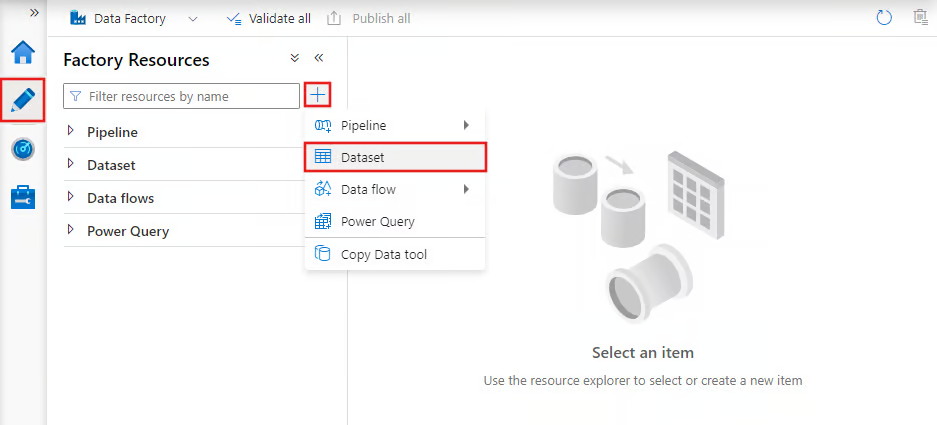 Data Factory
Validate all
Publish all
Factory Resources
Filter resources by name
Pipeline
Dataset
Data flows
Power Query
Pipeline
Dataset
Data flow
Power Query
Copy Data tool
Select an item
Use the resource explorer to select or create a new item